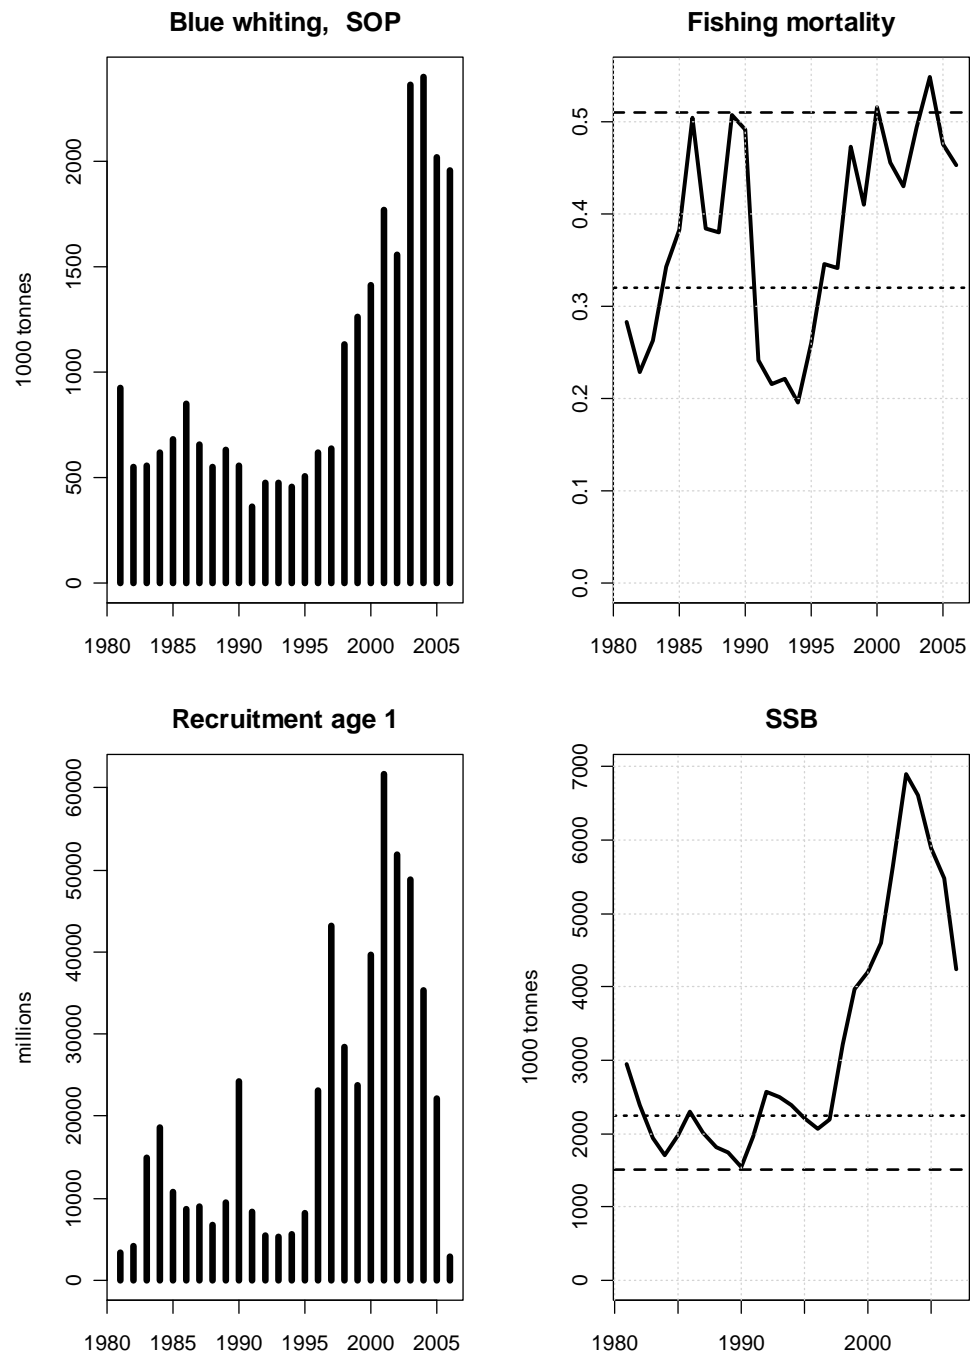 Blue whiting, SOP
1000 tonnes
2000
1500
1000
500
0
1980 1985 1990 1995 2000 2005
Fishing mortality
0.5
0.4
0.3
0.2
0.1
0.0
1980 1985 1990 1995 2000 2005
Recruitment age 1
millions
60000
50000
40000
30000
20000
10000
0
1980 1985 1990 1995 2000 2005
SSB
1000 tonnes
7000
6000
5000
4000
3000
2000
1000
0
1980 1990 2000